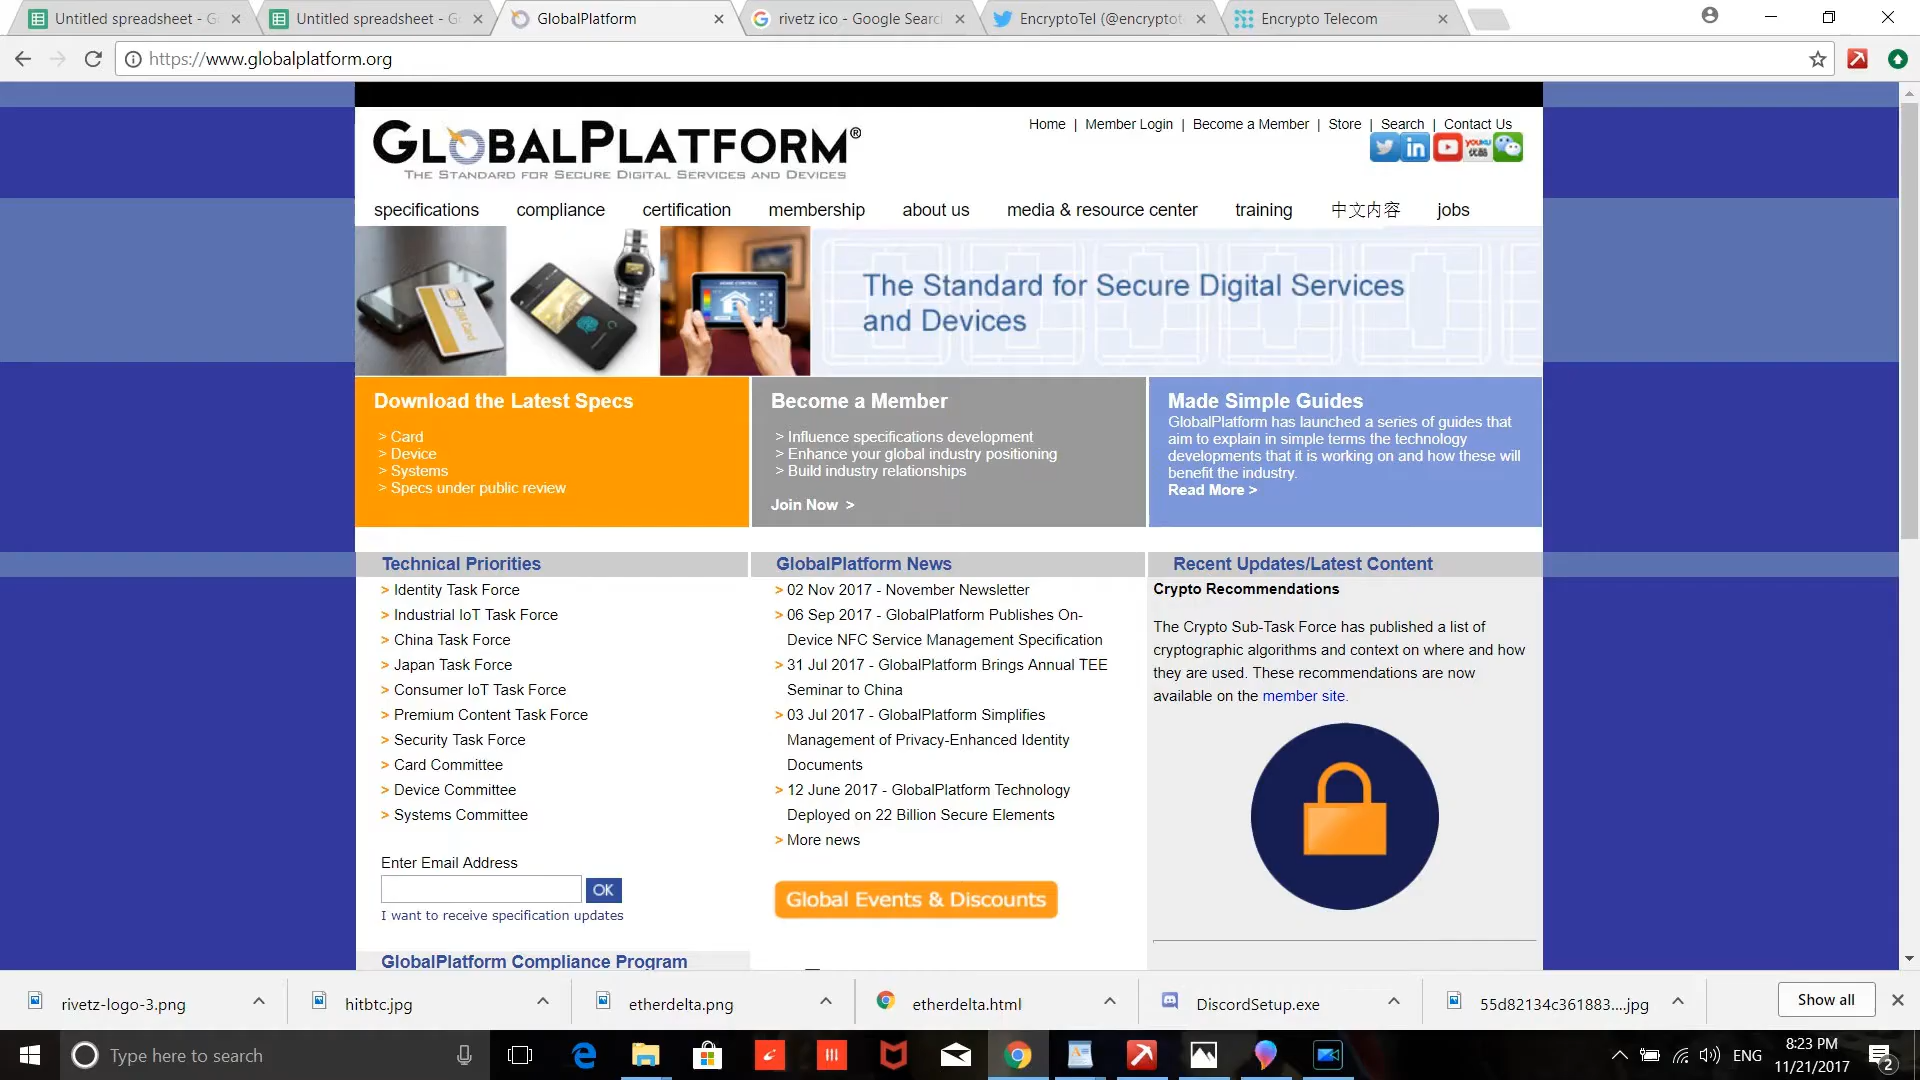 Untitled spreadsheet - G
Untitled spreadsheet - G
GlobalPlatform
rivetz ico - Google Searc
EncryptoTel (@encryptot
Encrypto Telecom
https://www.globalplatform.org
Home | Member Login | Become a Member | Store | Search | Contact Us
GLOBALPLATFORM®
THE STANDARD FOR SECURE DIGITAL SERVICES AND DEVICES
specifications compliance certification membership about us media & resource center training 中文内容 jobs
The Standard for Secure Digital Services
and Devices
Download the Latest Specs
> Card
> Device
> Systems
> Specs under public review
Become a Member
> Influence specifications development
> Enhance your global industry positioning
> Build industry relationships
Join Now >
Made Simple Guides
GlobalPlatform has launched a series of guides that
aim to explain in simple terms the technology
developments that it is working on and how these will
benefit the industry.
Read More >
Technical Priorities
> Identity Task Force
> Industrial IoT Task Force
> China Task Force
> Japan Task Force
> Consumer IoT Task Force
> Premium Content Task Force
> Security Task Force
> Card Committee
> Device Committee
> Systems Committee
Enter Email Address
OK
I want to receive specification updates
GlobalPlatform Compliance Program
GlobalPlatform News
> 02 Nov 2017 - November Newsletter
> 06 Sep 2017 - GlobalPlatform Publishes On-
Device NFC Service Management Specification
> 31 Jul 2017 - GlobalPlatform Brings Annual TEE
Seminar to China
> 03 Jul 2017 - GlobalPlatform Simplifies
Management of Privacy-Enhanced Identity
Documents
> 12 June 2017 - GlobalPlatform Technology
Deployed on 22 Billion Secure Elements
> More news
Global Events & Discounts
Recent Updates/Latest Content
Crypto Recommendations
The Crypto Sub-Task Force has published a list of
cryptographic algorithms and context on where and how
they are used. These recommendations are now
available on the member site.
rivetz-logo-3.png
hitbtc.jpg
etherdelta.png
etherdelta.html
DiscordSetup.exe
55d82134c361883....jpg
Show all
Type here to search
ENG
8:23 PM
11/21/2017
2